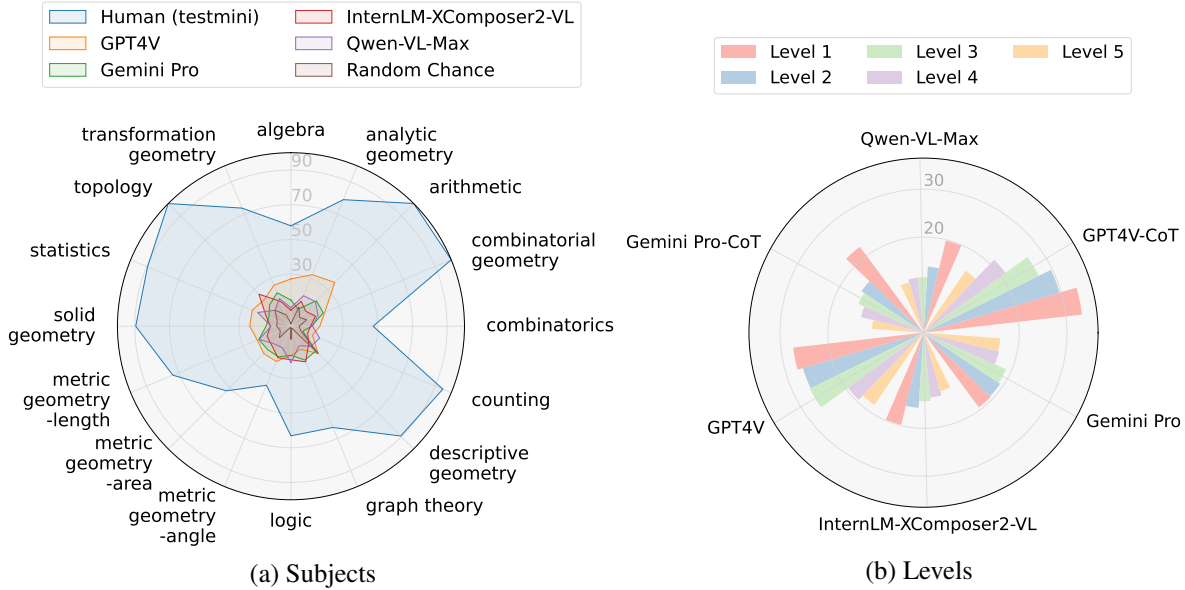 Human (testmini)
GPT4V
Gemini Pro
InternLM-XComposer2-VL
Qwen-VL-Max
Random Chance
algebra
analytic
geometry
arithmetic
combinatorial
geometry
combinatorics
counting
descriptive
geometry
graph theory
logic
metric
geometry
-angle
metric
geometry
-area
metric
geometry
-length
solid
geometry
statistics
topology
transformation
geometry
90
70
50
30
(a) Subjects
Level 1
Level 2
Level 3
Level 4
Level 5
Qwen-VL-Max
GPT4V-CoT
Gemini Pro
InternLM-XComposer2-VL
GPT4V
Gemini Pro-CoT
30
20
(b) Levels